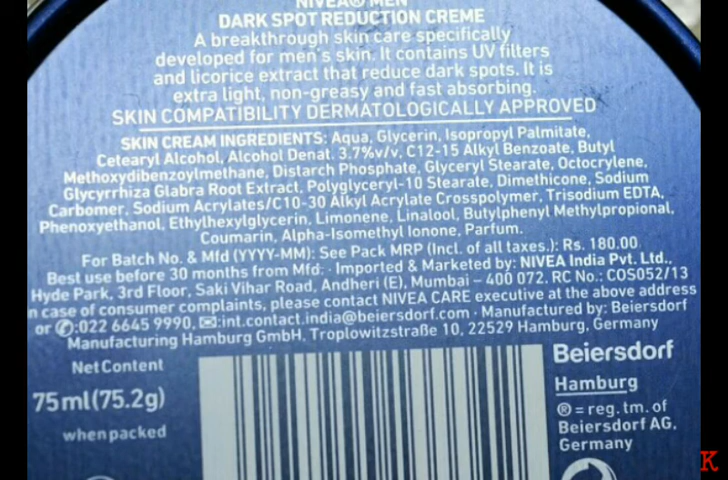 NIVEA® MEN
DARK SPOT REDUCTION CREME
A breakthrough skin care specifically
developed for men's skin. It contains UV filters
and licorice extract that reduce dark spots. It is
extra light, non-greasy and fast absorbing.
SKIN COMPATIBILITY DERMATOLOGICALLY APPROVED
SKIN CREAM INGREDIENTS: Aqua, Glycerin, Isopropyl Palmitate,
Cetearyl Alcohol, Alcohol Denat. 3.7%v/v, C12-15 Alkyl Benzoate, Butyl
Methoxydibenzoylmethane, Distarch Phosphate, Glyceryl Stearate, Octocrylene,
Glycyrrhiza Glabra Root Extract, Polyglyceryl-10 Stearate, Dimethicone, Sodium
Carbomer, Sodium Acrylates/C10-30 Alkyl Acrylate Crosspolymer, Trisodium EDTA,
Phenoxyethanol, Ethylhexylglycerin, Limonene, Linalool, Butylphenyl Methylpropional,
Coumarin, Alpha-Isomethyl Ionone, Parfum.
For Batch No. & Mfd (YYYY-MM): See Pack MRP (Incl. of all taxes.): Rs. 180.00
Best use before 30 months from Mfd. · Imported & Marketed by: NIVEA India Pvt. Ltd.,
Hyde Park, 3rd Floor, Saki Vihar Road, Andheri (E), Mumbai – 400 072. RC No.: COS052/13
n case of consumer complaints, please contact NIVEA CARE executive at the above address
or ✆:022 6645 9990, ✉:int.contact.india@beiersdorf.com · Manufactured by: Beiersdorf
Manufacturing Hamburg GmbH, Troplowitzstraße 10, 22529 Hamburg, Germany
Net Content
75ml(75.2g)
when packed
Beiersdorf
Hamburg
® = reg. tm. of
Beiersdorf AG,
Germany
K